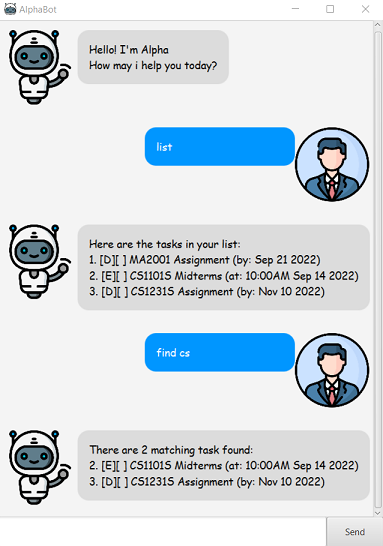 AlphaBot
Hello! I'm Alpha
How may i help you today?
list
Here are the tasks in your list:
1. [D][ ] MA2001 Assignment (by: Sep 21 2022)
2. [E][ ] CS1101S Midterms (at: 10:00AM Sep 14 2022)
3. [D][ ] CS1231S Assignment (by: Nov 10 2022)
find cs
There are 2 matching task found:
2. [E][ ] CS1101S Midterms (at: 10:00AM Sep 14 2022)
3. [D][ ] CS1231S Assignment (by: Nov 10 2022)
Send